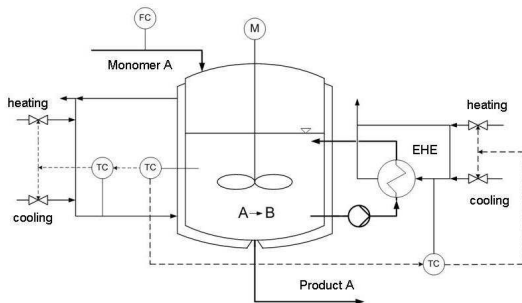 FC
M
Monomer A
heating
heating
EHE
TC
TC
A → B
cooling
cooling
TC
Product A